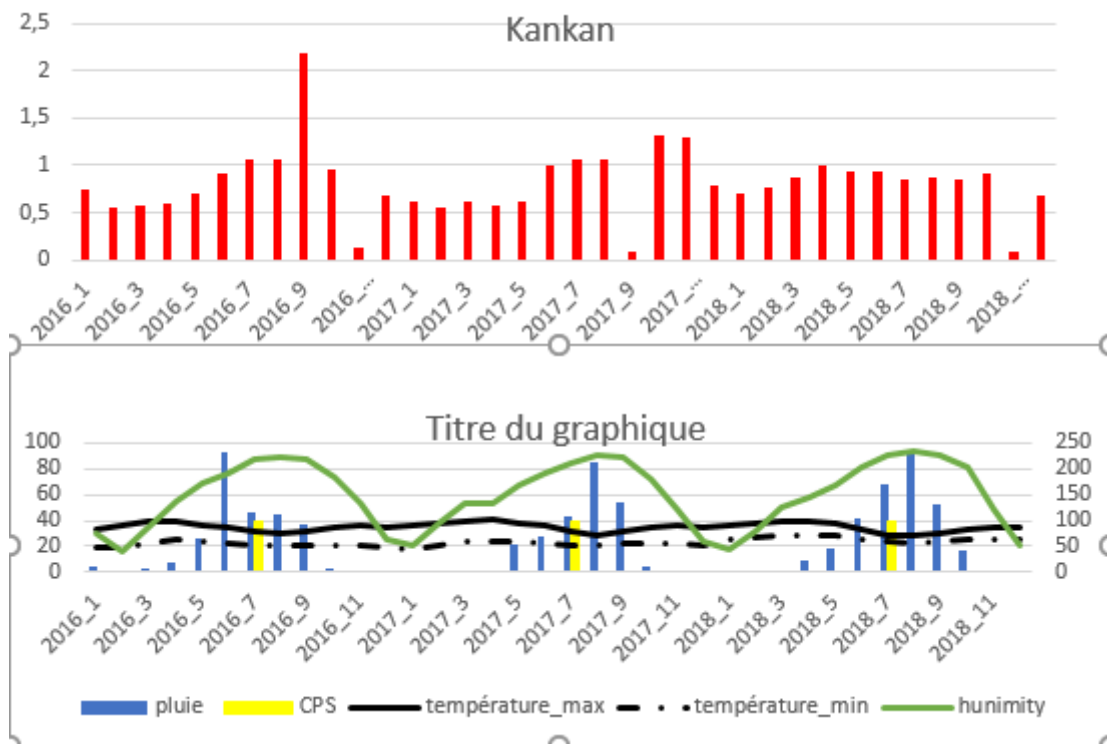 Kankan
2,5
2
1,5
1
0,5
0
2016_1 2016_3 2016_5 2016_7 2016_9 2016_... 2017_1 2017_3 2017_5 2017_7 2017_9 2017_... 2018_1 2018_3 2018_5 2018_7 2018_9 2018_...
Titre du graphique
100 250
80 200
60 150
40 100
20 50
0 0
2016_1 2016_3 2016_5 2016_7 2016_9 2016_11 2017_1 2017_3 2017_5 2017_7 2017_9 2017_11 2018_1 2018_3 2018_5 2018_7 2018_9 2018_11
pluie CPS température_max température_min hunimity